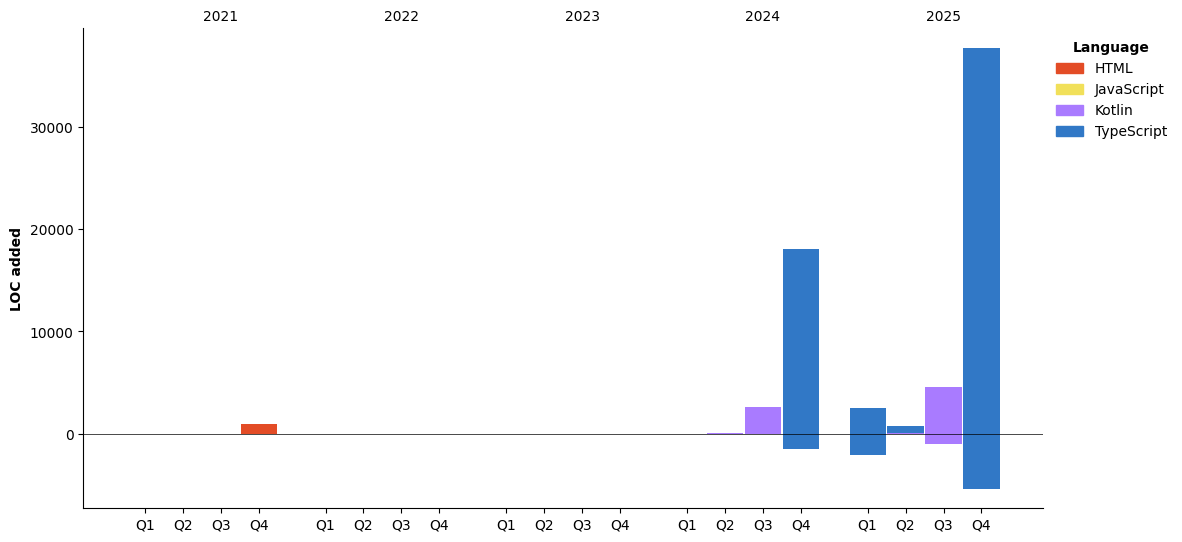 2021 2022 2023 2024 2025
Language
HTML
JavaScript
Kotlin
TypeScript
LOC added
30000
20000
10000
0
Q1 Q2 Q3 Q4 Q1 Q2 Q3 Q4 Q1 Q2 Q3 Q4 Q1 Q2 Q3 Q4 Q1 Q2 Q3 Q4